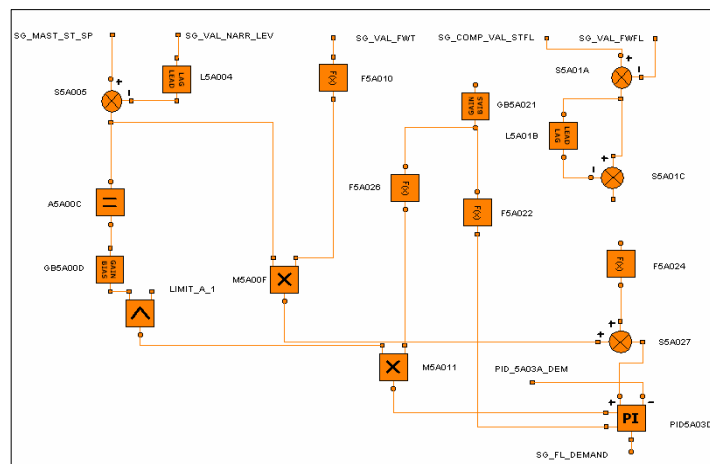 SG_MAST_ST_SP
SG_VAL_NARR_LEV
SG_VAL_FWT
SG_COMP_VAL_STFL
SG_VAL_FWFL
LEAD
LAG
L5A004
F(x)
F5A010
S5A01A
S5A005
GAIN
BIAS
GB5A021
L5A01B
LEAD
LAG
S5A01C
F5A026
F(x)
F(x)
F5A022
A5A00C
=
GB5A00D
GAIN
BIAS
LIMIT_A_1
M5A00F
F(x)
F5A024
S5A027
M5A011
PID_5A03A_DEM
PI
PID5A03D
SG_FL_DEMAND